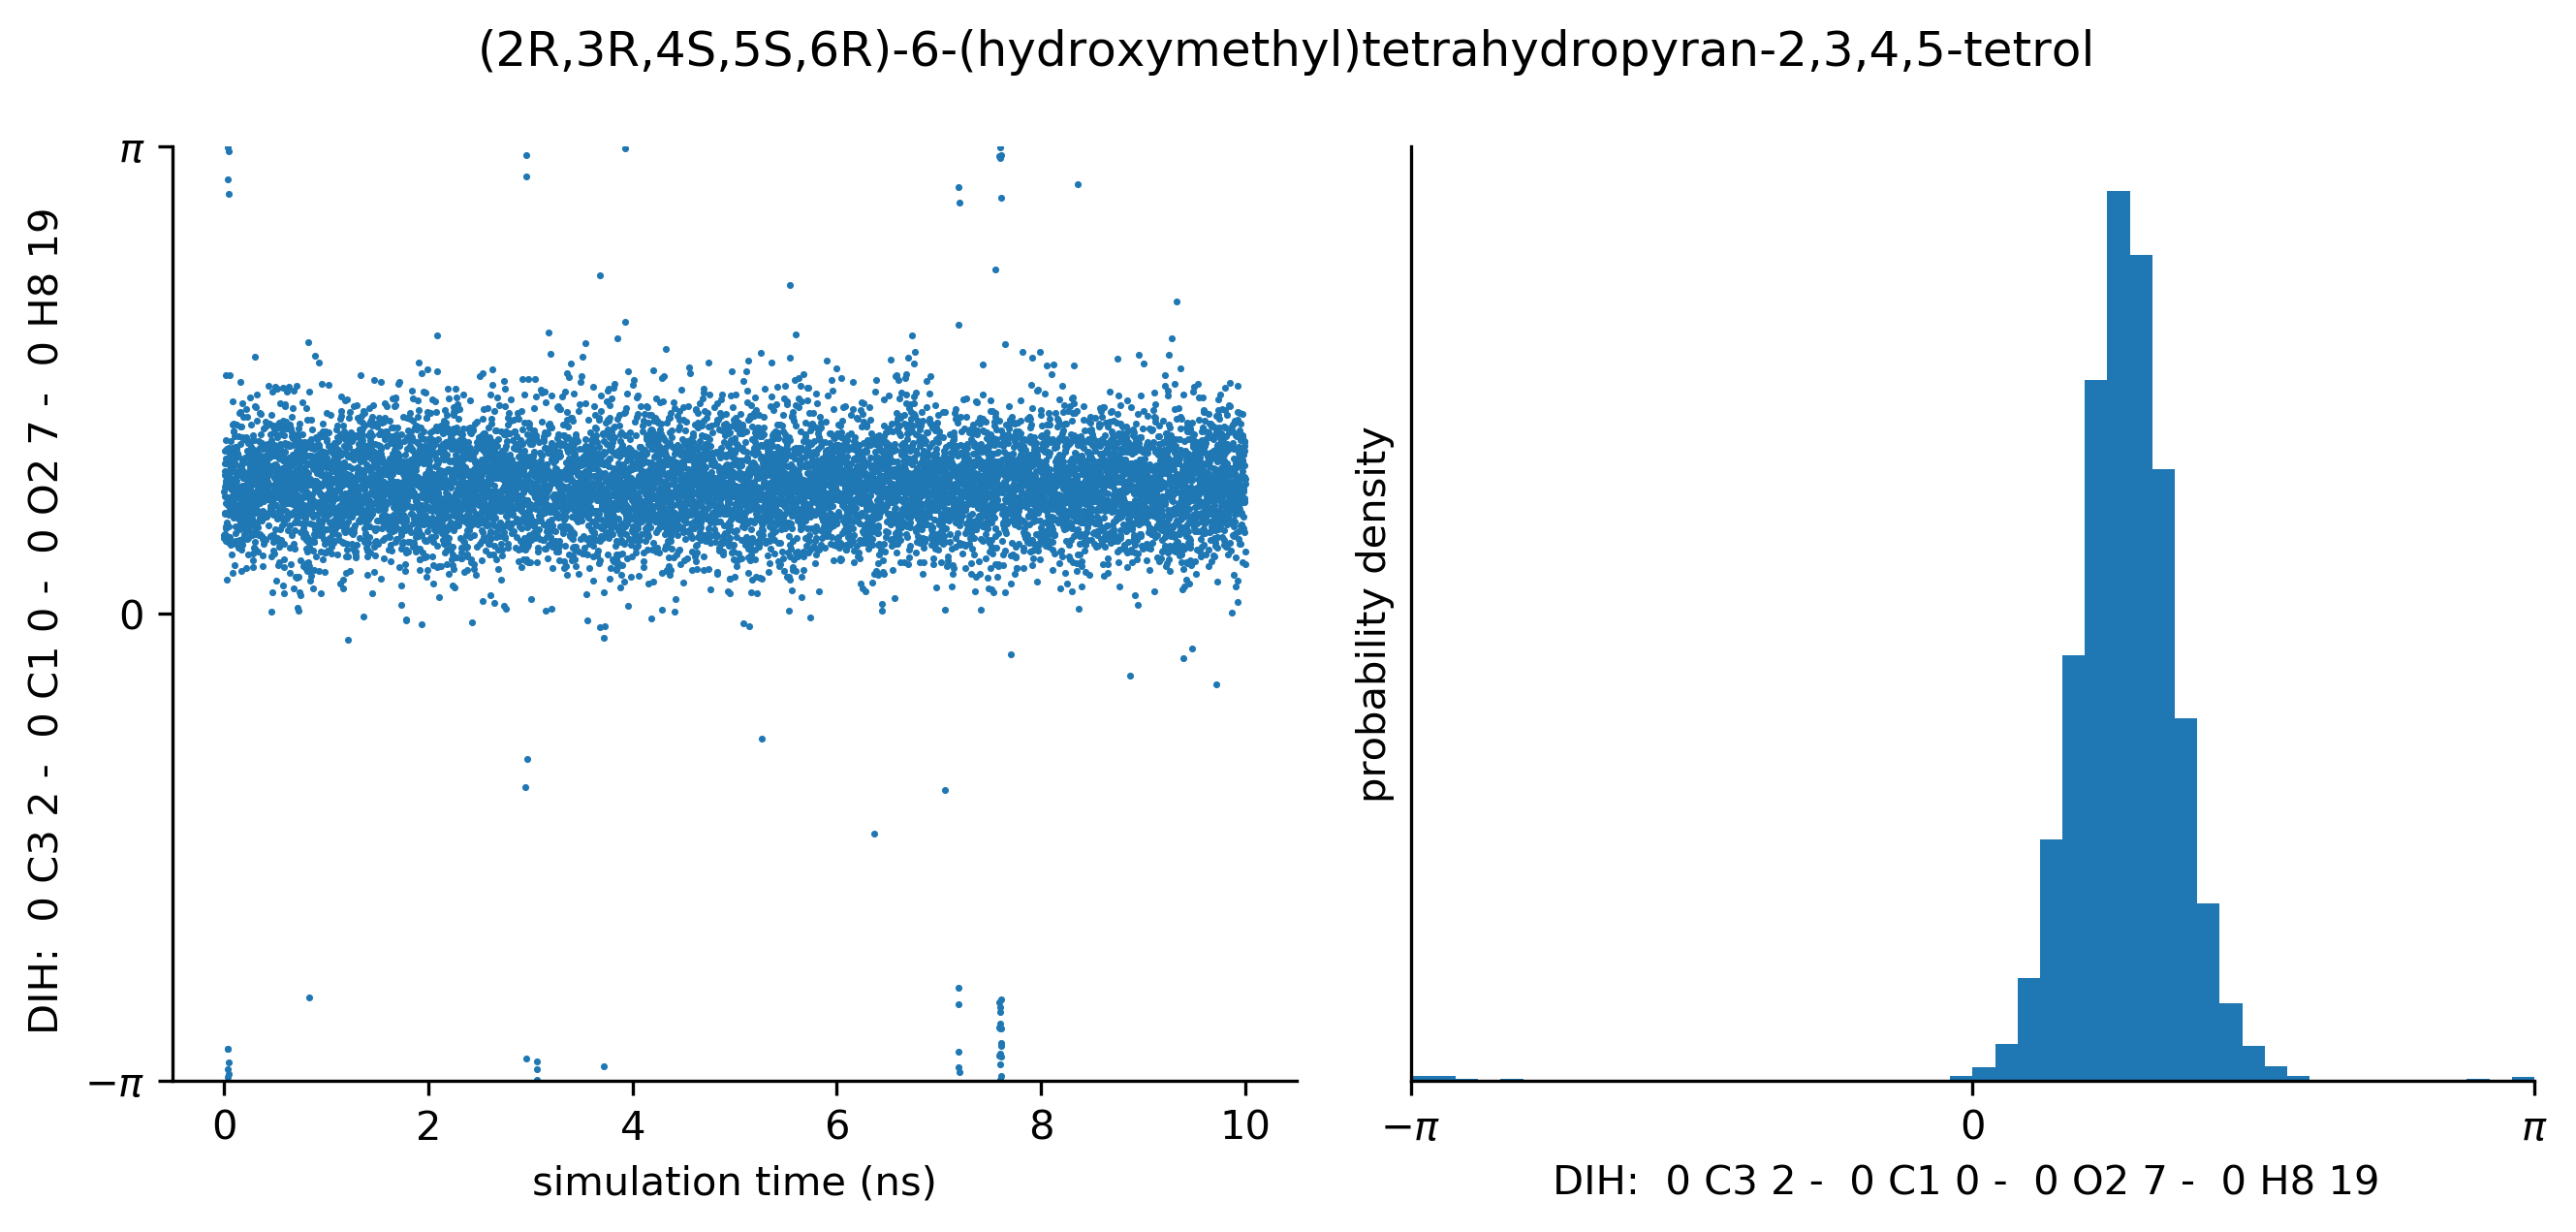 (2R,3R,4S,5S,6R)-6-(hydroxymethyl)tetrahydropyran-2,3,4,5-tetrol
DIH:  0 C3 2 -  0 C1 0 -  0 O2 7 -  0 H8 19
π
0
−π
0 2 4 6 8 10
simulation time (ns)
probability density
−π 0 π
DIH:  0 C3 2 -  0 C1 0 -  0 O2 7 -  0 H8 19